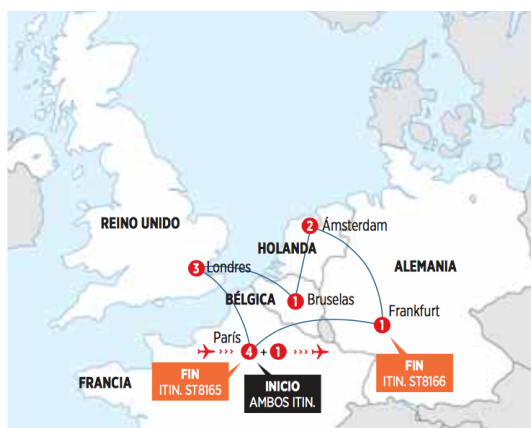 REINO UNIDO
2 Ámsterdam
HOLANDA
3 Londres
ALEMANIA
BÉLGICA
1 Bruselas
Frankfurt
1
París
4 + 1
FIN
ITIN. ST8165
INICIO
AMBOS ITIN.
FIN
ITIN. ST8166
FRANCIA